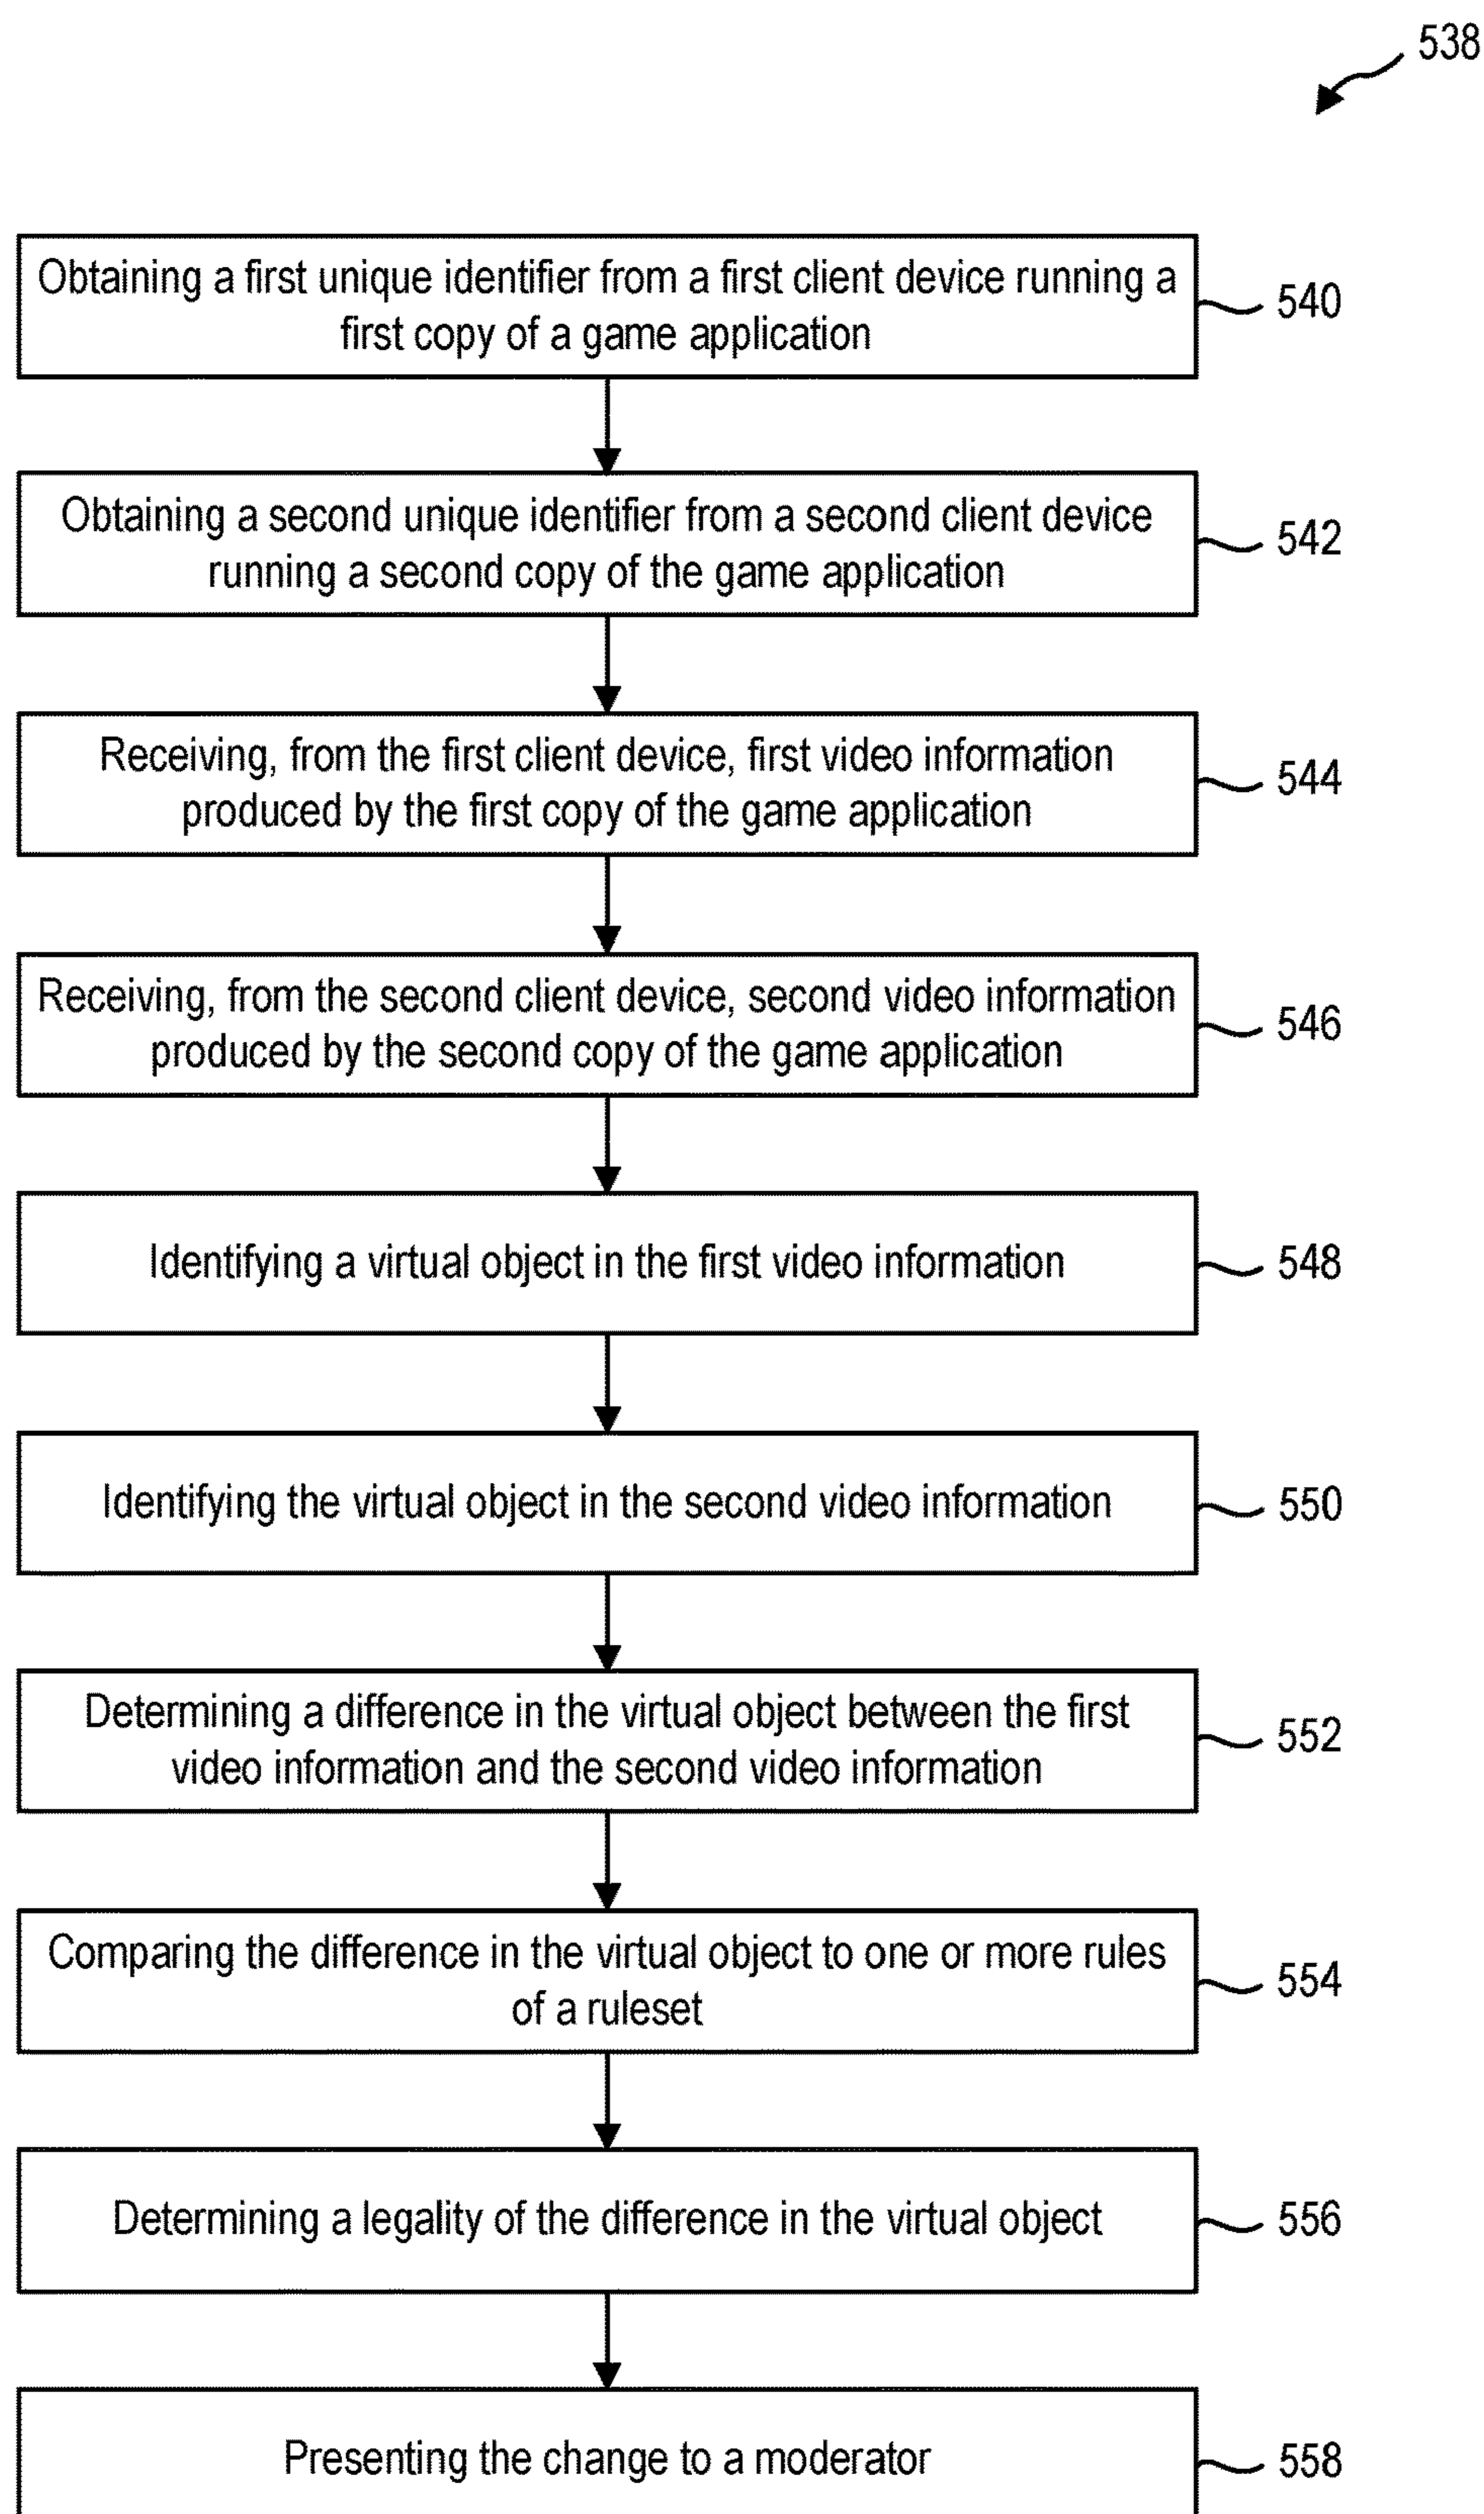 538
Obtaining a first unique identifier from a first client device running a
first copy of a game application
540
Obtaining a second unique identifier from a second client device
running a second copy of the game application
542
Receiving, from the first client device, first video information
produced by the first copy of the game application
544
Receiving, from the second client device, second video information
produced by the second copy of the game application
546
Identifying a virtual object in the first video information
548
Identifying the virtual object in the second video information
550
Determining a difference in the virtual object between the first
video information and the second video information
552
Comparing the difference in the virtual object to one or more rules
of a ruleset
554
Determining a legality of the difference in the virtual object
556
Presenting the change to a moderator
558